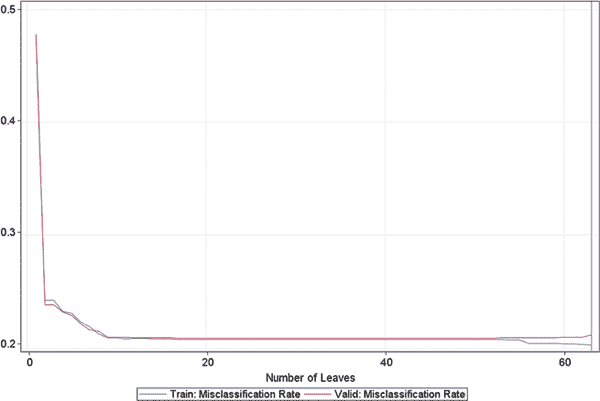 0.5
0.4
0.3
0.2
0 20 40 60
Number of Leaves
Train: Misclassification Rate Valid: Misclassification Rate